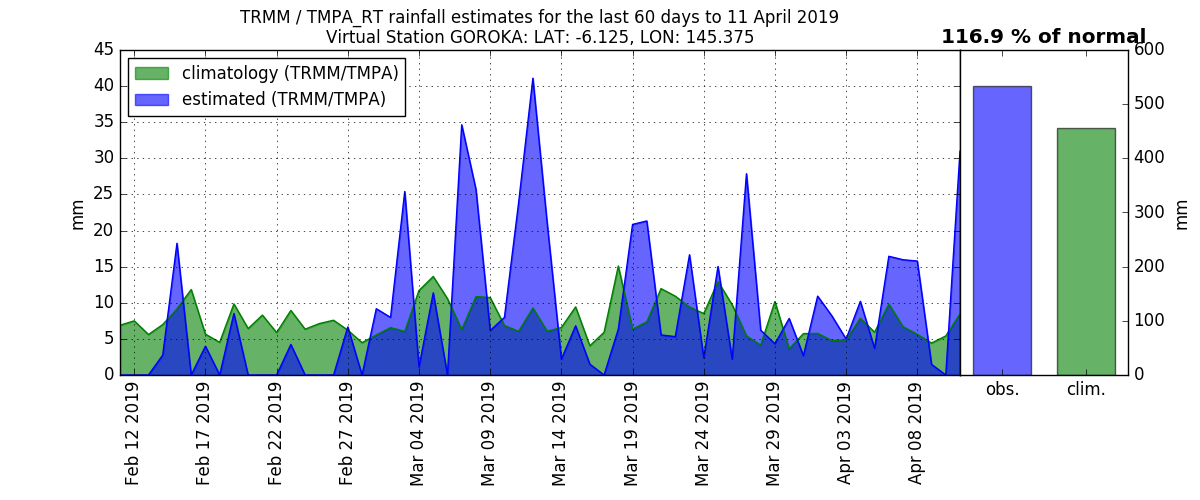 TRMM / TMPA_RT rainfall estimates for the last 60 days to 11 April 2019
Virtual Station GOROKA: LAT: -6.125, LON: 145.375
116.9 % of normal
climatology (TRMM/TMPA)
estimated (TRMM/TMPA)
mm
45
40
35
30
25
20
15
10
5
0
Feb 12 2019
Feb 17 2019
Feb 22 2019
Feb 27 2019
Mar 04 2019
Mar 09 2019
Mar 14 2019
Mar 19 2019
Mar 24 2019
Mar 29 2019
Apr 03 2019
Apr 08 2019
obs.
clim.
600
500
400
300
200
100
0
mm